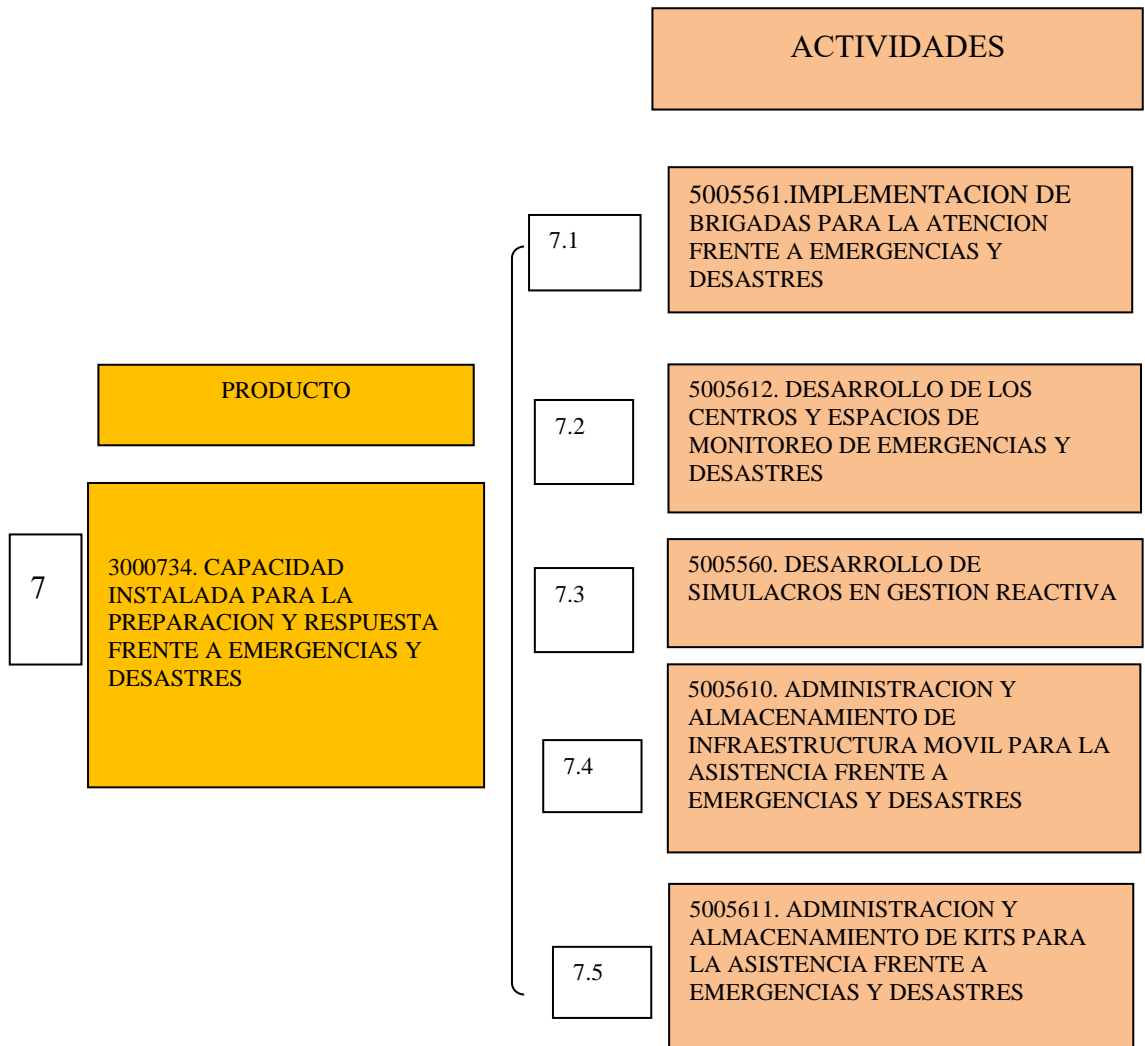 ACTIVIDADES
PRODUCTO
7
3000734. CAPACIDAD
INSTALADA PARA LA
PREPARACION Y RESPUESTA
FRENTE A EMERGENCIAS Y
DESASTRES
7.1
5005561.IMPLEMENTACION DE
BRIGADAS PARA LA ATENCION
FRENTE A EMERGENCIAS Y
DESASTRES
7.2
5005612. DESARROLLO DE LOS
CENTROS Y ESPACIOS DE
MONITOREO DE EMERGENCIAS Y
DESASTRES
7.3
5005560. DESARROLLO DE
SIMULACROS EN GESTION REACTIVA
7.4
5005610. ADMINISTRACION Y
ALMACENAMIENTO DE
INFRAESTRUCTURA MOVIL PARA LA
ASISTENCIA FRENTE A
EMERGENCIAS Y DESASTRES
7.5
5005611. ADMINISTRACION Y
ALMACENAMIENTO DE KITS PARA
LA ASISTENCIA FRENTE A
EMERGENCIAS Y DESASTRES